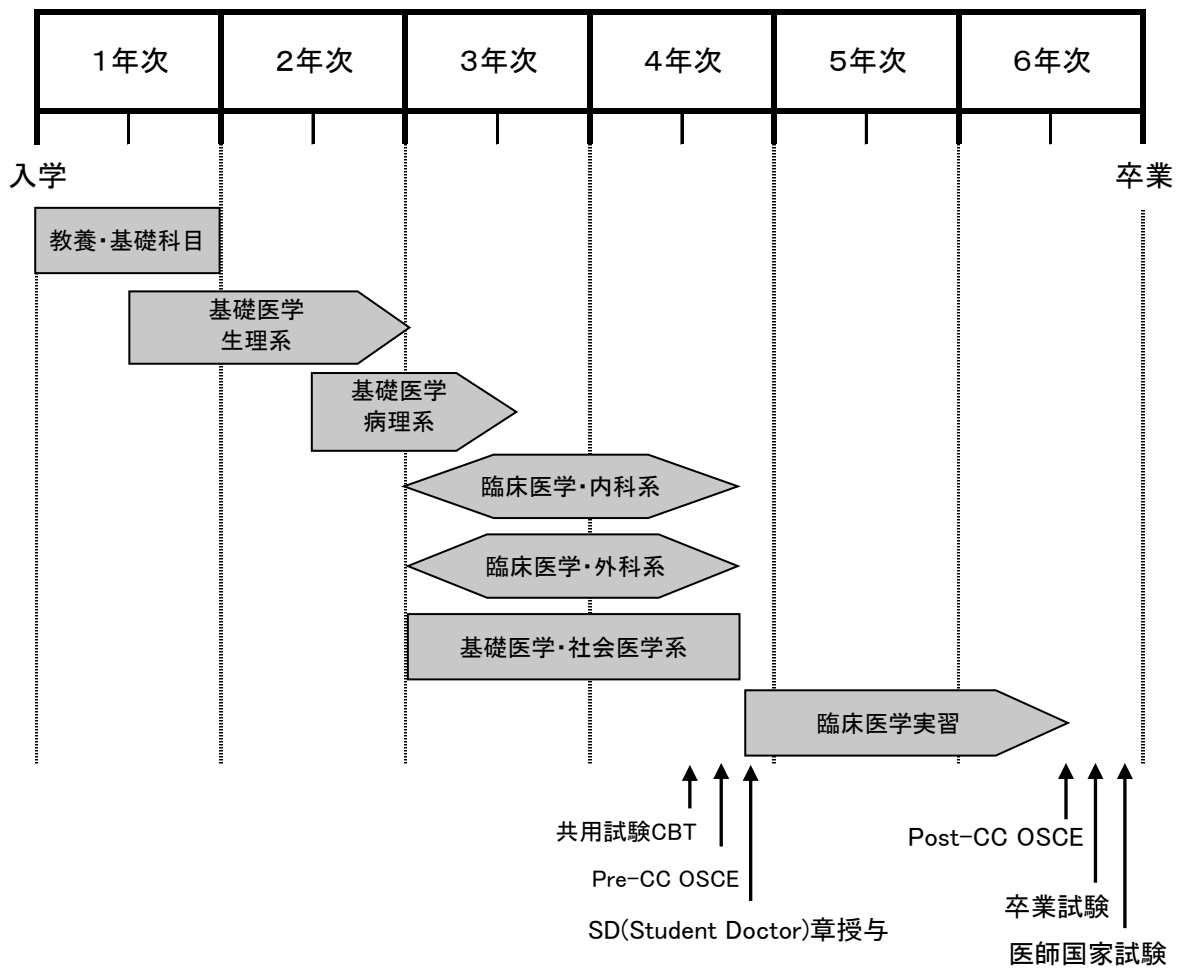 1年次
2年次
3年次
4年次
5年次
6年次
入学
卒業
教養・基礎科目
基礎医学
生理系
基礎医学
病理系
臨床医学・内科系
臨床医学・外科系
基礎医学・社会医学系
臨床医学実習
共用試験CBT
Pre-CC OSCE
SD(Student Doctor)章授与
Post-CC OSCE
卒業試験
医師国家試験